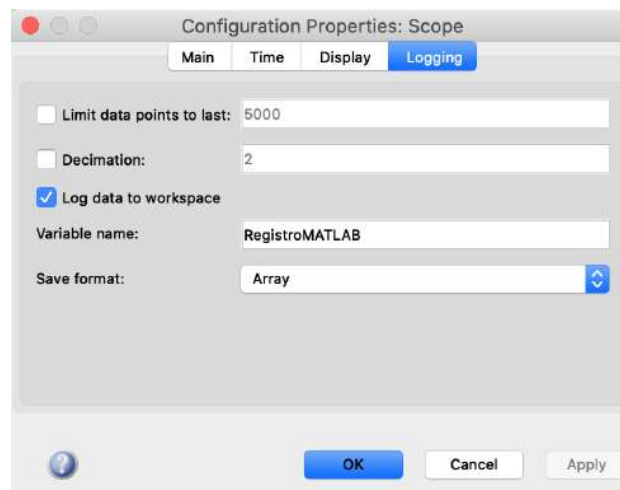 Configuration Properties: Scope
Main Time Display Logging
Limit data points to last: 5000
Decimation: 2
Log data to workspace
Variable name: RegistroMATLAB
Save format: Array
? OK Cancel Apply